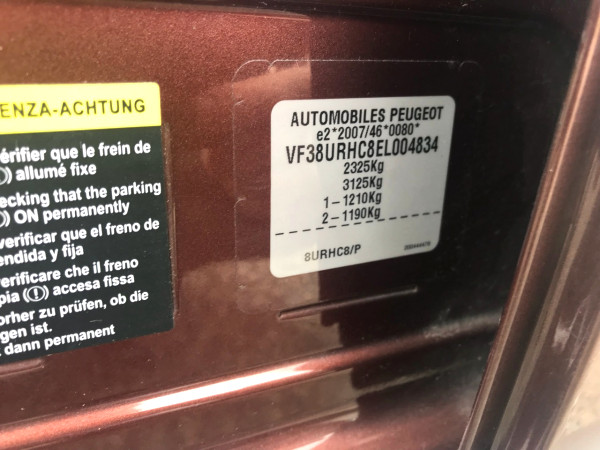 ENZA-ACHTUNG
érifier que le frein de
allumé fixe
ecking that the parking
ON permanently
verificar que el freno de
endida y fija
verificare che il freno
pia (!) accesa fissa
orher zu prüfen, ob die
gen ist.
dann permanent
AUTOMOBILES PEUGEOT
e2*2007/46*0080*
VF38URHC8EL004834
2325Kg
3125Kg
1-1210Kg
2-1190Kg
8URHC8/P